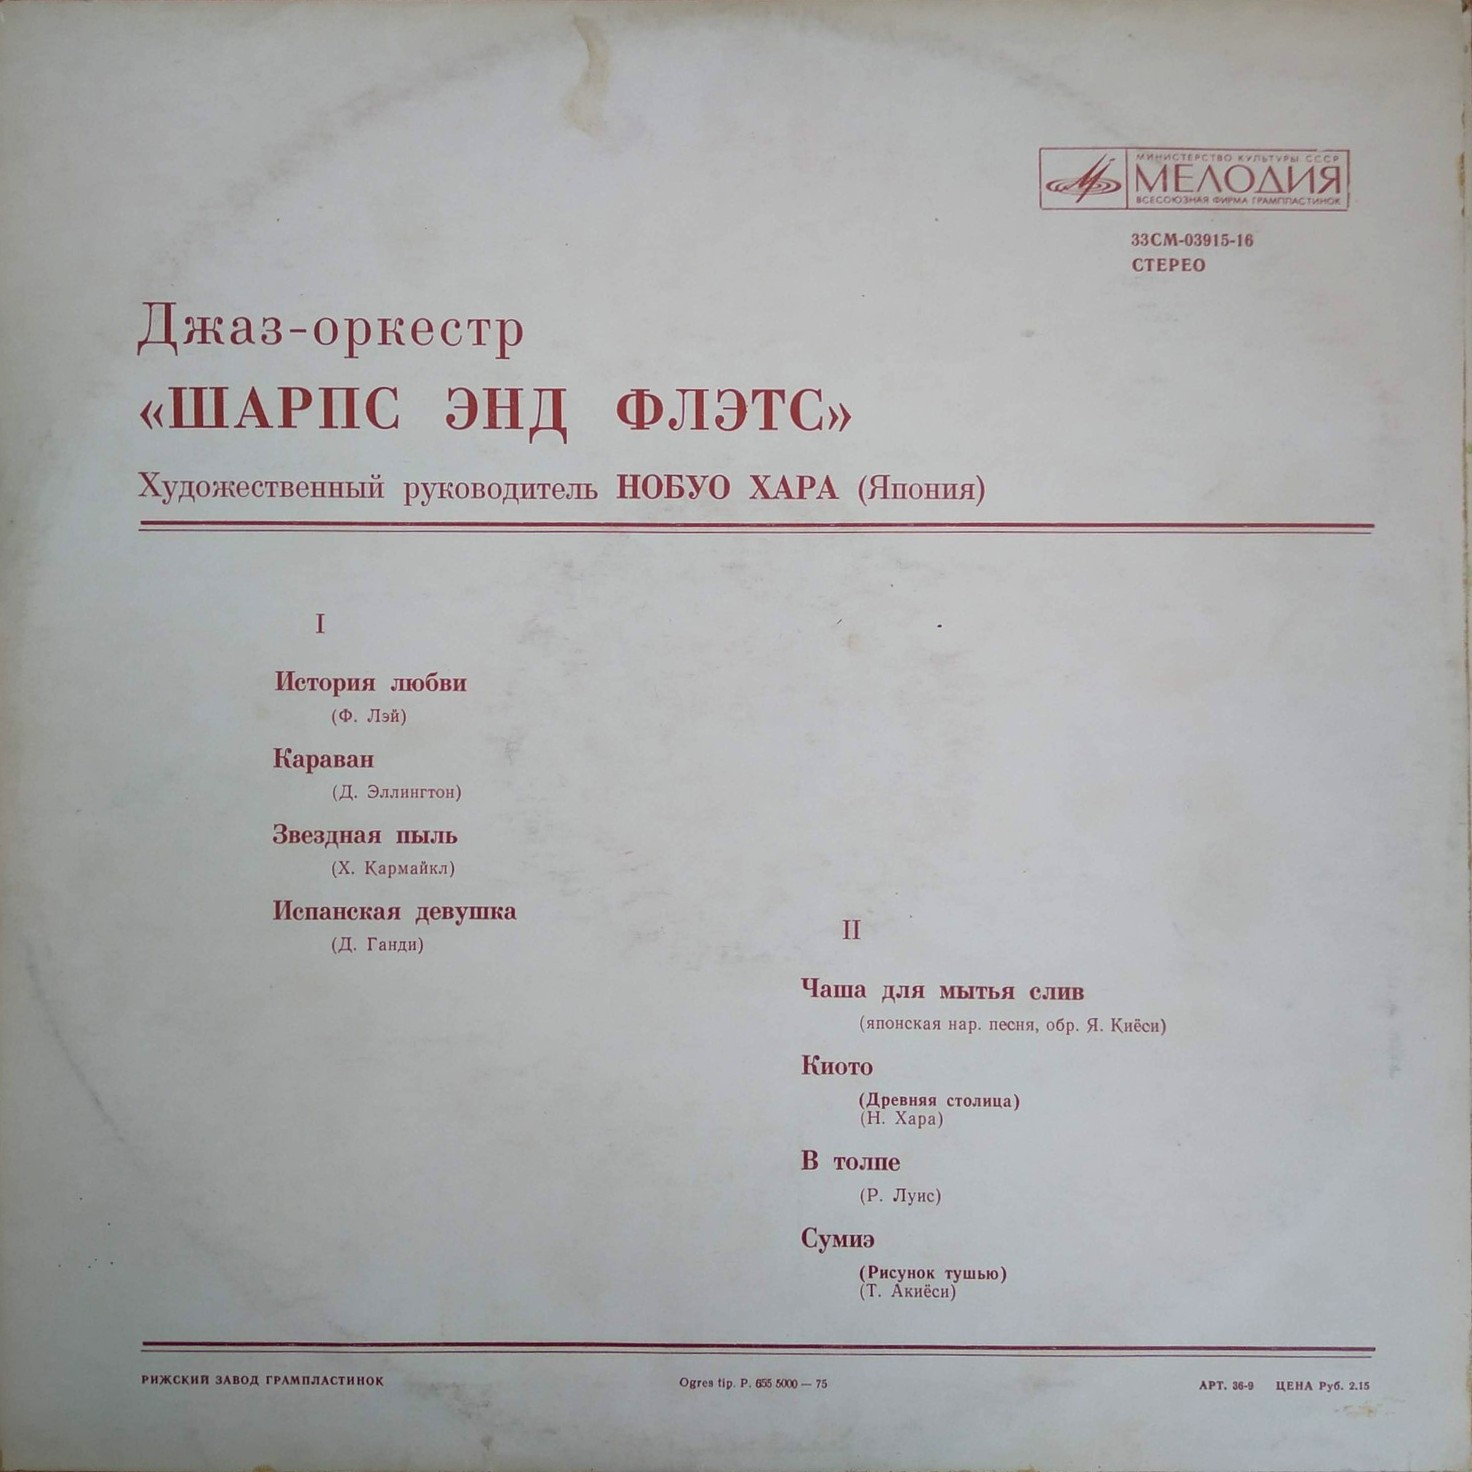 МИНИСТЕРСТВО КУЛЬТУРЫ СССР
МЕЛОДИЯ
ВСЕСОЮЗНАЯ ФИРМА ГРАМПЛАСТИНОК
33СМ-03915-16
СТЕРЕО
Джаз-оркестр
«ШАРПС ЭНД ФЛЭТС»
Художественный руководитель НОБУО ХАРА (Япония)
I
История любви
(Ф. Лэй)
Караван
(Д. Эллингтон)
Звездная пыль
(Х. Кармайкл)
Испанская девушка
(Д. Ганди)
II
Чаша для мытья слив
(японская нар. песня, обр. Я. Киёси)
Киото
(Древняя столица)
(Н. Хара)
В толпе
(Р. Луис)
Сумиэ
(Рисунок тушью)
(Т. Акиёси)
РИЖСКИЙ ЗАВОД ГРАМПЛАСТИНОК
Ogres tip. P. 655 5000 — 75
АРТ. 36-9 ЦЕНА Руб. 2.15